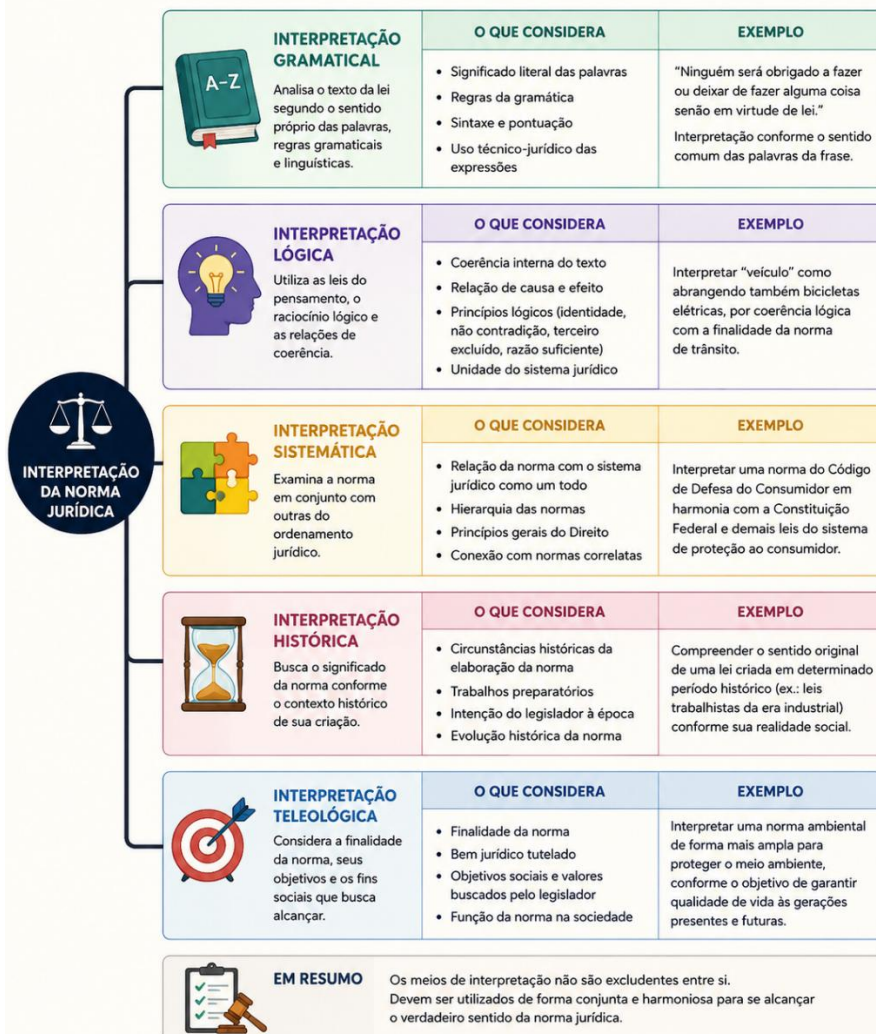 INTERPRETAÇÃO
DA NORMA
JURÍDICA
A-Z
INTERPRETAÇÃO
GRAMATICAL
Analisa o texto da lei
segundo o sentido
próprio das palavras,
regras gramaticais
e linguísticas.
O QUE CONSIDERA
• Significado literal das palavras
• Regras da gramática
• Sintaxe e pontuação
• Uso técnico-jurídico das
expressões
EXEMPLO
“Ninguém será obrigado a fazer
ou deixar de fazer alguma coisa
senão em virtude de lei.”
Interpretação conforme o sentido
comum das palavras da frase.
INTERPRETAÇÃO
LÓGICA
Utiliza as leis do
pensamento, o
raciocínio lógico e
as relações de
coerência.
O QUE CONSIDERA
• Coerência interna do texto
• Relação de causa e efeito
• Princípios lógicos (identidade,
não contradição, terceiro
excluído, razão suficiente)
• Unidade do sistema jurídico
EXEMPLO
Interpretar “veículo” como
abrangendo também bicicletas
elétricas, por coerência lógica
com a finalidade da norma
de trânsito.
INTERPRETAÇÃO
SISTEMÁTICA
Examina a norma
em conjunto com
outras do
ordenamento
jurídico.
O QUE CONSIDERA
• Relação da norma com o sistema
jurídico como um todo
• Hierarquia das normas
• Princípios gerais do Direito
• Conexão com normas correlatas
EXEMPLO
Interpretar uma norma do Código
de Defesa do Consumidor em
harmonia com a Constituição
Federal e demais leis do sistema
de proteção ao consumidor.
INTERPRETAÇÃO
HISTÓRICA
Busca o significado
da norma conforme
o contexto histórico
de sua criação.
O QUE CONSIDERA
• Circunstâncias históricas da
elaboração da norma
• Trabalhos preparatórios
• Intenção do legislador à época
• Evolução histórica da norma
EXEMPLO
Compreender o sentido original
de uma lei criada em determinado
período histórico (ex.: leis
trabalhistas da era industrial)
conforme sua realidade social.
INTERPRETAÇÃO
TELEOLÓGICA
Considera a finalidade
da norma, seus
objetivos e os fins
sociais que busca
alcançar.
O QUE CONSIDERA
• Finalidade da norma
• Bem jurídico tutelado
• Objetivos sociais e valores
buscados pelo legislador
• Função da norma na sociedade
EXEMPLO
Interpretar uma norma ambiental
de forma mais ampla para
proteger o meio ambiente,
conforme o objetivo de garantir
qualidade de vida às gerações
presentes e futuras.
EM RESUMO
Os meios de interpretação não são excludentes entre si.
Devem ser utilizados de forma conjunta e harmoniosa para se alcançar
o verdadeiro sentido da norma jurídica.